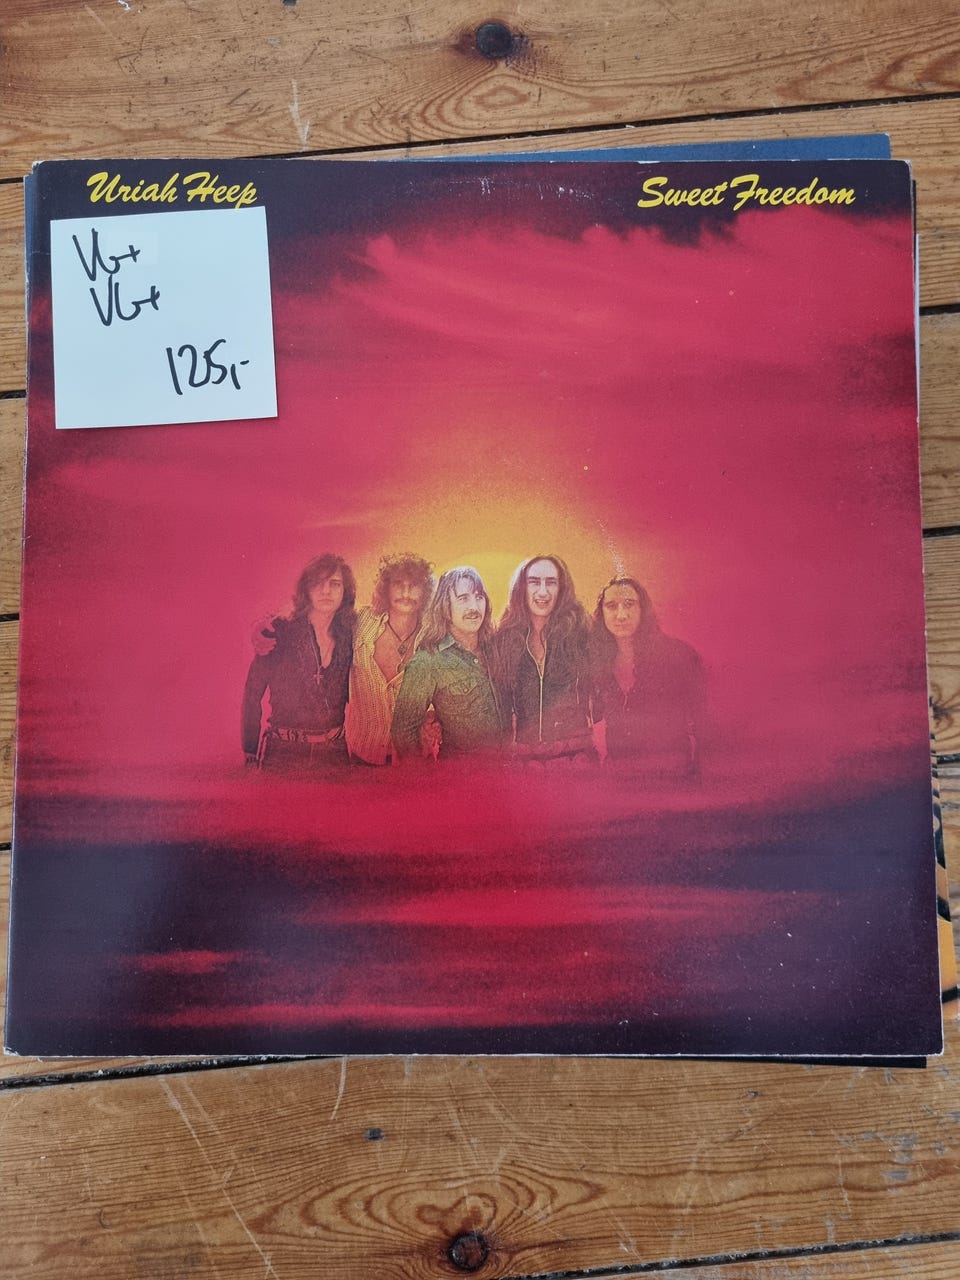 Uriah Heep Sweet Freedom
VG+
VG+
125,-